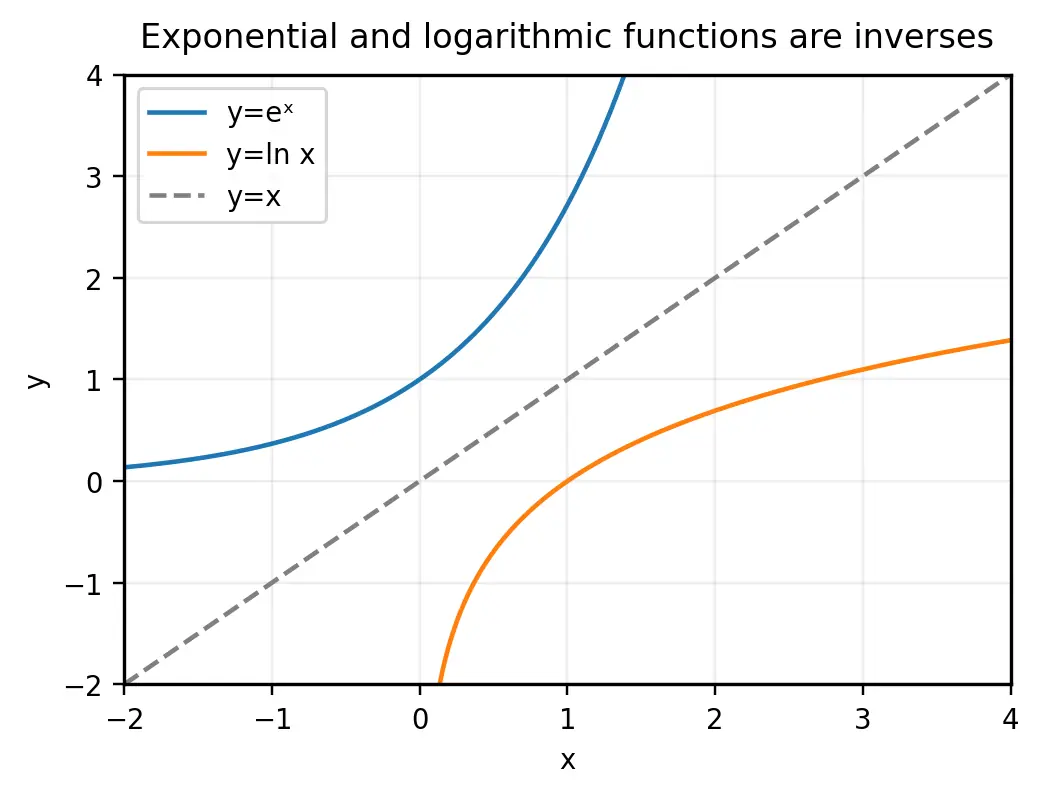 Exponential and logarithmic functions are inverses
y=eˣ
y=ln x
y=x
4
3
2
1
0
−1
−2
y
−2 −1 0 1 2 3 4
x